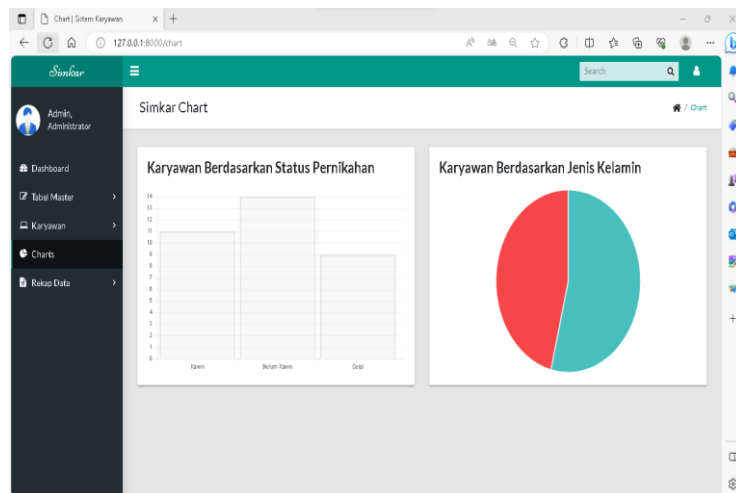 Chart | Sistem Karyawan
127.0.0.1:8000/chart
Simkar
Search
Admin,
Administrator
Simkar Chart
/ Chart
Dashboard
Tabel Master
Karyawan
Charts
Rekap Data
Karyawan Berdasarkan Status Pernikahan
14
13
12
11
10
9
8
7
6
5
4
3
2
1
0
Kawin
Belum Kawin
Karyawan Berdasarkan Jenis Kelamin